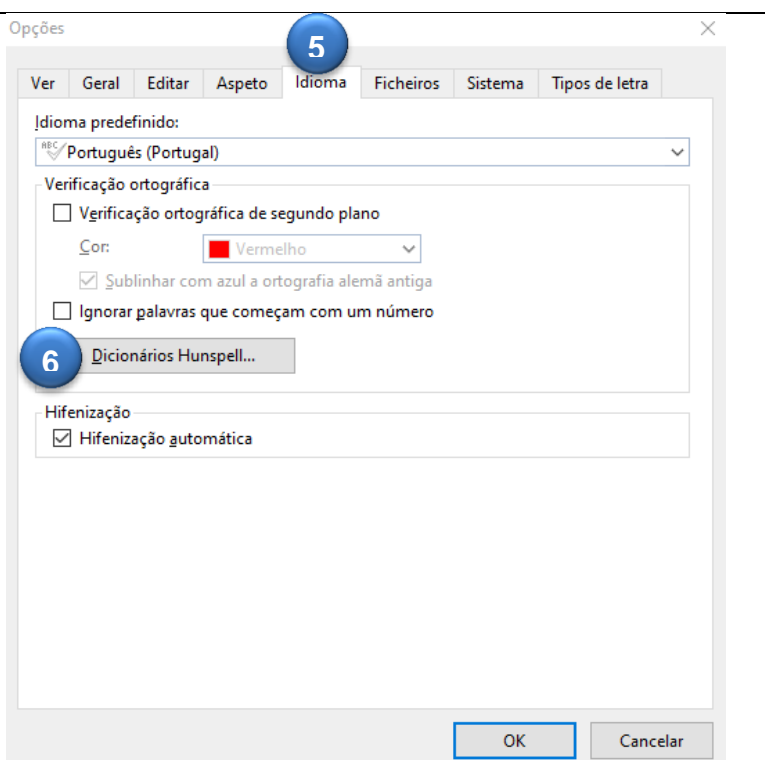 Opções
5
Ver Geral Editar Aspeto Idioma Ficheiros Sistema Tipos de letra
Idioma predefinido:
ABC Português (Portugal)
Verificação ortográfica
Verificação ortográfica de segundo plano
Cor: Vermelho
Sublinhar com azul a ortografia alemã antiga
Ignorar palavras que começam com um número
6 Dicionários Hunspell...
Hifenização
Hifenização automática
OK Cancelar